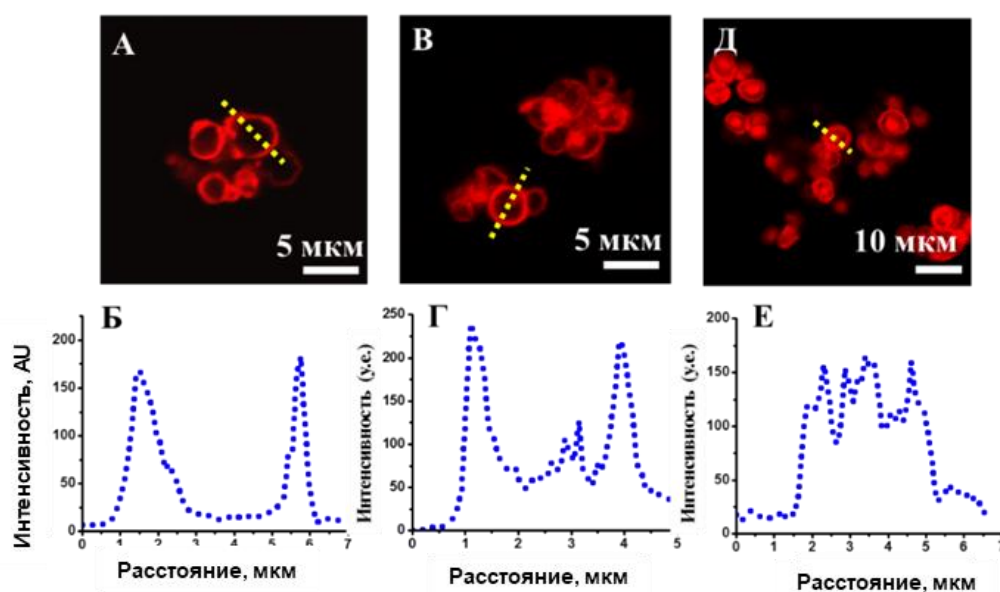 А
5 мкм
В
5 мкм
Д
10 мкм
Б
Интенсивность, AU
200
150
100
50
0
0 1 2 3 4 5 6 7
Расстояние, мкм
Г
Интенсивность (у.е.)
250
200
150
100
50
0
0 1 2 3 4 5
Расстояние, мкм
Е
Интенсивность (у.е.)
200
150
100
50
0
0 1 2 3 4 5 6 7
Расстояние, мкм